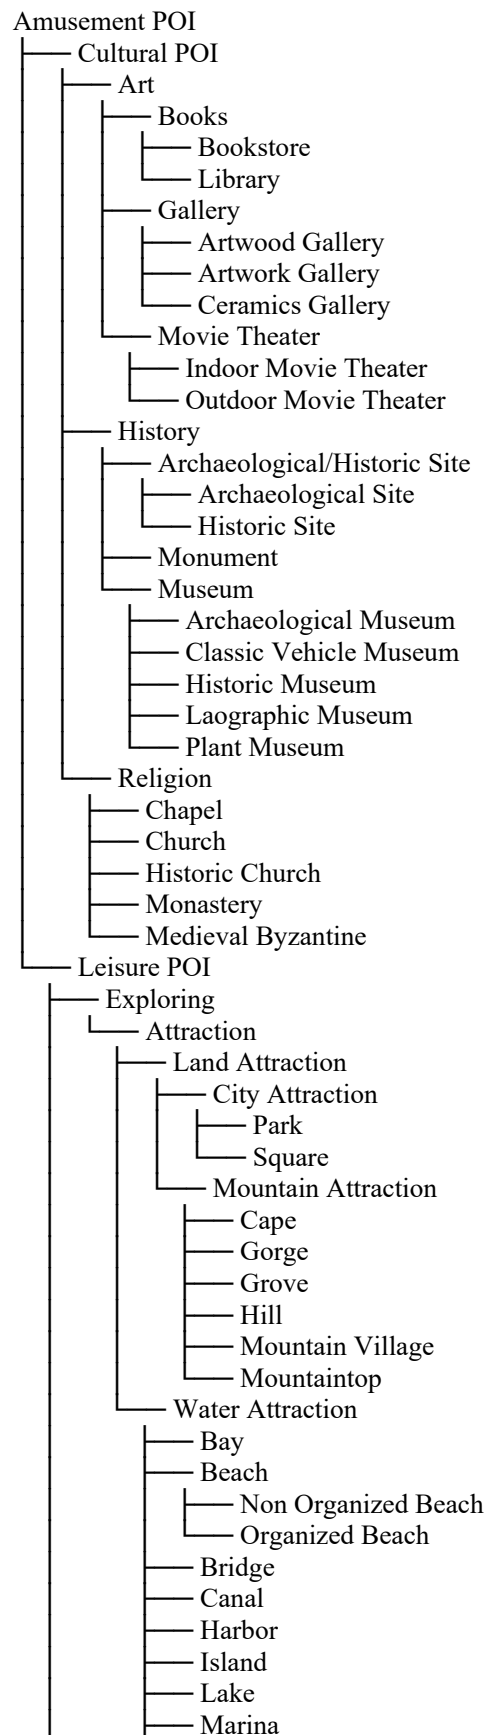 Amusement POI
Cultural POI
Art
Books
Bookstore
Library
Gallery
Artwood Gallery
Artwork Gallery
Ceramics Gallery
Movie Theater
Indoor Movie Theater
Outdoor Movie Theater
History
Archaeological/Historic Site
Archaeological Site
Historic Site
Monument
Museum
Archaeological Museum
Classic Vehicle Museum
Historic Museum
Laographic Museum
Plant Museum
Religion
Chapel
Church
Historic Church
Monastery
Medieval Byzantine
Leisure POI
Exploring
Attraction
Land Attraction
City Attraction
Park
Square
Mountain Attraction
Cape
Gorge
Grove
Hill
Mountain Village
Mountaintop
Water Attraction
Bay
Beach
Non Organized Beach
Organized Beach
Bridge
Canal
Harbor
Island
Lake
Marina